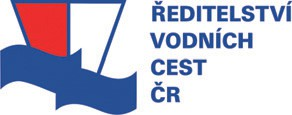 ŘEDITELSTVÍ
VODNÍCH
CEST
ČR